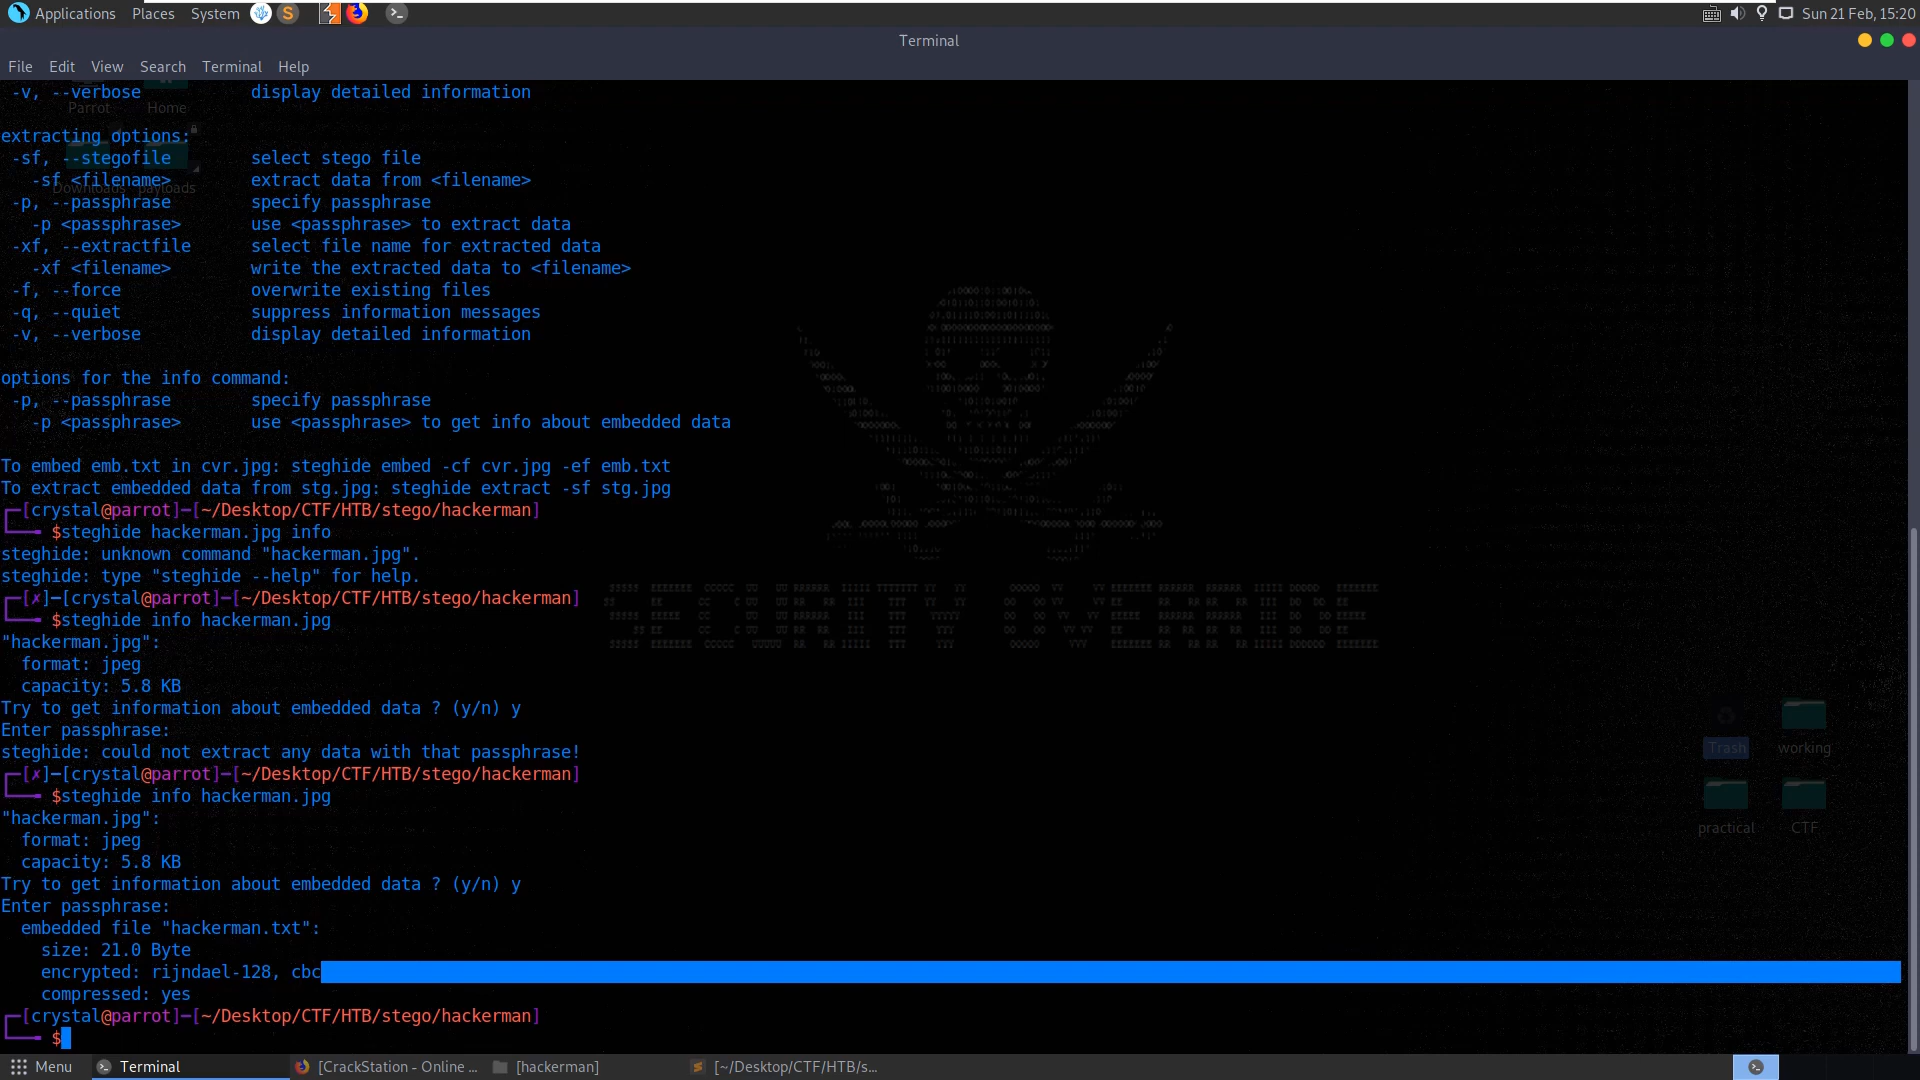 Applications Places System Sun 21 Feb, 15:20
Terminal
File Edit View Search Terminal Help
-v, --verbose display detailed information
Parrot Home
extracting options:
-sf, --stegofile select stego file
-sf <filename> extract data from <filename>
Downloads payloads
-p, --passphrase specify passphrase
-p <passphrase> use <passphrase> to extract data
-xf, --extractfile select file name for extracted data
-xf <filename> write the extracted data to <filename>
-f, --force overwrite existing files
-q, --quiet suppress information messages
-v, --verbose display detailed information
options for the info command:
-p, --passphrase specify passphrase
-p <passphrase> use <passphrase> to get info about embedded data
To embed emb.txt in cvr.jpg: steghide embed -cf cvr.jpg -ef emb.txt
To extract embedded data from stg.jpg: steghide extract -sf stg.jpg
┌─[crystal@parrot]─[~/Desktop/CTF/HTB/stego/hackerman]
└──╼ $steghide hackerman.jpg info
steghide: unknown command "hackerman.jpg".
steghide: type "steghide --help" for help.
┌─[✗]─[crystal@parrot]─[~/Desktop/CTF/HTB/stego/hackerman]
└──╼ $steghide info hackerman.jpg
SECURITY OVERRIDE
"hackerman.jpg":
format: jpeg
capacity: 5.8 KB
Try to get information about embedded data ? (y/n) y
Enter passphrase:
steghide: could not extract any data with that passphrase!
┌─[✗]─[crystal@parrot]─[~/Desktop/CTF/HTB/stego/hackerman]
└──╼ $steghide info hackerman.jpg
"hackerman.jpg":
format: jpeg
capacity: 5.8 KB
Try to get information about embedded data ? (y/n) y
Enter passphrase:
embedded file "hackerman.txt":
size: 21.0 Byte
encrypted: rijndael-128, cbc
compressed: yes
┌─[crystal@parrot]─[~/Desktop/CTF/HTB/stego/hackerman]
└──╼ $
Trash working
practical CTF
Menu Terminal [CrackStation - Online ... [hackerman] [~/Desktop/CTF/HTB/s...